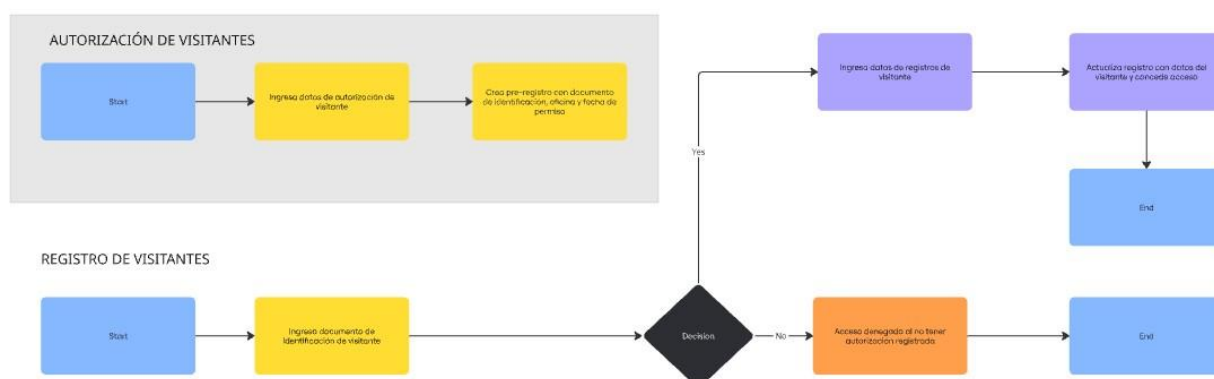 AUTORIZACIÓN DE VISITANTES
Start
Ingresa datos de autorización de
visitante
Crea pre-registro con documento
de identificación, oficina y fecha de
permiso
Ingresa datos de registros de
visitante
Actualiza registro con datos del
visitante y concede acceso
Yes
End
REGISTRO DE VISITANTES
Start
Ingresa documento de
identificación de visitante
Decision
No
Acceso denegado al no tener
autorizacion registrada
End